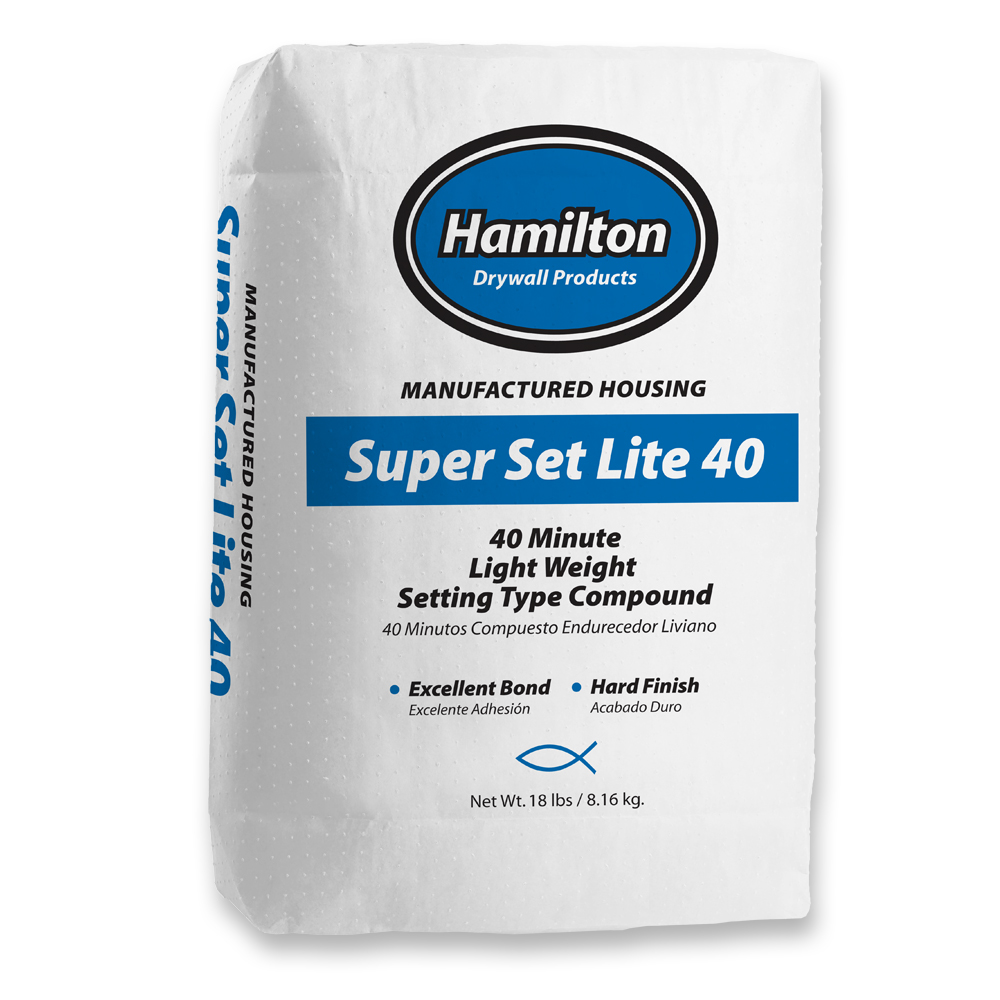 Hamilton
Drywall Products
MANUFACTURED HOUSING
Super Set Lite 40
40 Minute
Light Weight
Setting Type Compound
40 Minutos Compuesto Endurecedor Liviano
• Excellent Bond • Hard Finish
Excelente Adhesión Acabado Duro
Net Wt. 18 lbs / 8.16 kg.
MANUFACTURED HOUSING
Super Set Lite 40